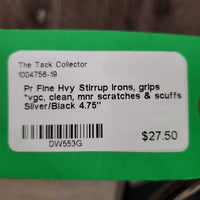 The Tack Collector
1004756-19
Pr Fine Hvy Stirrup Irons, grips
*vgc, clean, mnr scratches & scuffs
Silver/Black 4.75"
$27.50
DW553G